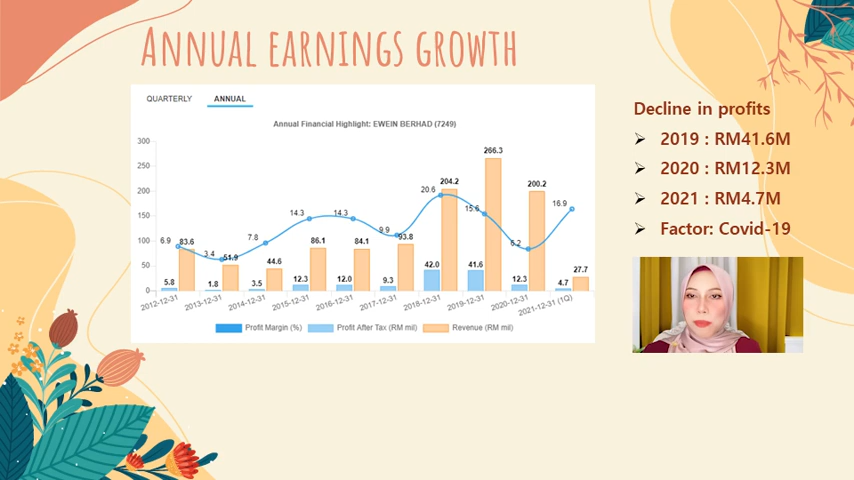 ANNUAL EARNINGS GROWTH
QUARTERLY ANNUAL
Annual Financial Highlight: EWEIN BERHAD (7249)
300
250
200
150
100
50
0
6.9 3.4 7.8 14.3 14.3 9.9 20.6 15.6 6.2 16.9
83.6 51.9 44.6 86.1 84.1 93.8 204.2 266.3 200.2 27.7
5.8 1.8 3.5 12.3 12.0 9.3 42.0 41.6 12.3 4.7
2012-12-31 2013-12-31 2014-12-31 2015-12-31 2016-12-31 2017-12-31 2018-12-31 2019-12-31 2020-12-31 2021-12-31 (1Q)
Profit Margin (%) Profit After Tax (RM mil) Revenue (RM mil)
Decline in profits
➢ 2019 : RM41.6M
➢ 2020 : RM12.3M
➢ 2021 : RM4.7M
➢ Factor: Covid-19